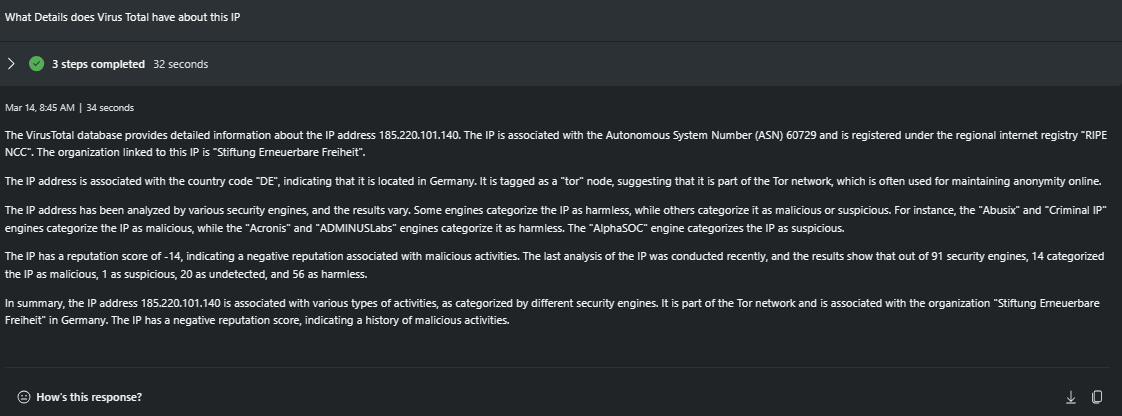 What Details does Virus Total have about this IP
3 steps completed 32 seconds
Mar 14, 8:45 AM | 34 seconds
The VirusTotal database provides detailed information about the IP address 185.220.101.140. The IP is associated with the Autonomous System Number (ASN) 60729 and is registered under the regional internet registry "RIPE
NCC". The organization linked to this IP is "Stiftung Erneuerbare Freiheit".
The IP address is associated with the country code "DE", indicating that it is located in Germany. It is tagged as a "tor" node, suggesting that it is part of the Tor network, which is often used for maintaining anonymity online.
The IP address has been analyzed by various security engines, and the results vary. Some engines categorize the IP as harmless, while others categorize it as malicious or suspicious. For instance, the "Abusix" and "Criminal IP"
engines categorize the IP as malicious, while the "Acronis" and "ADMINUSLabs" engines categorize it as harmless. The "AlphaSOC" engine categorizes the IP as suspicious.
The IP has a reputation score of -14, indicating a negative reputation associated with malicious activities. The last analysis of the IP was conducted recently, and the results show that out of 91 security engines, 14 categorized
the IP as malicious, 1 as suspicious, 20 as undetected, and 56 as harmless.
In summary, the IP address 185.220.101.140 is associated with various types of activities, as categorized by different security engines. It is part of the Tor network and is associated with the organization "Stiftung Erneuerbare
Freiheit" in Germany. The IP has a negative reputation score, indicating a history of malicious activities.
How's this response?